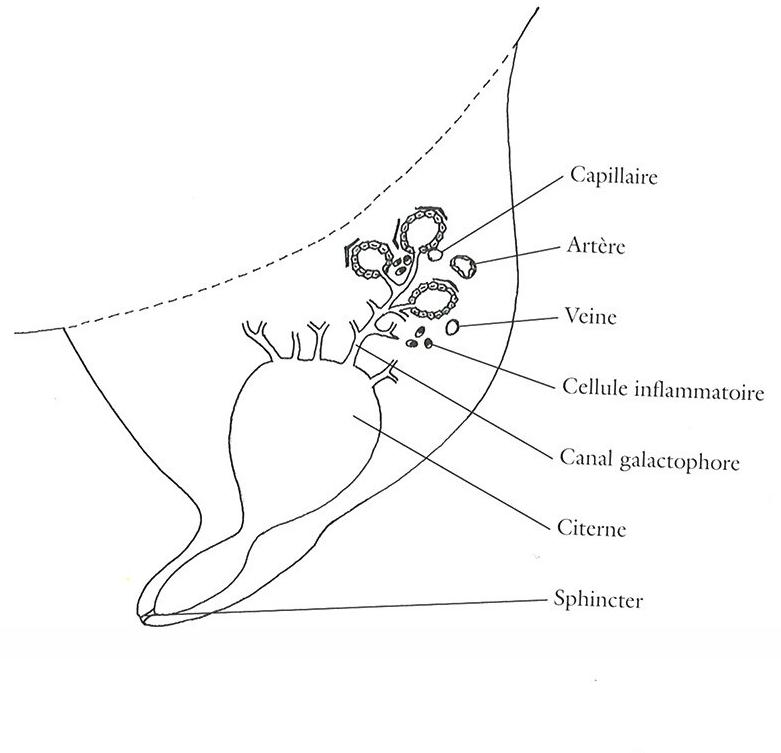 Capillaire
Artère
Veine
Cellule inflammatoire
Canal galactophore
Citerne
Sphincter